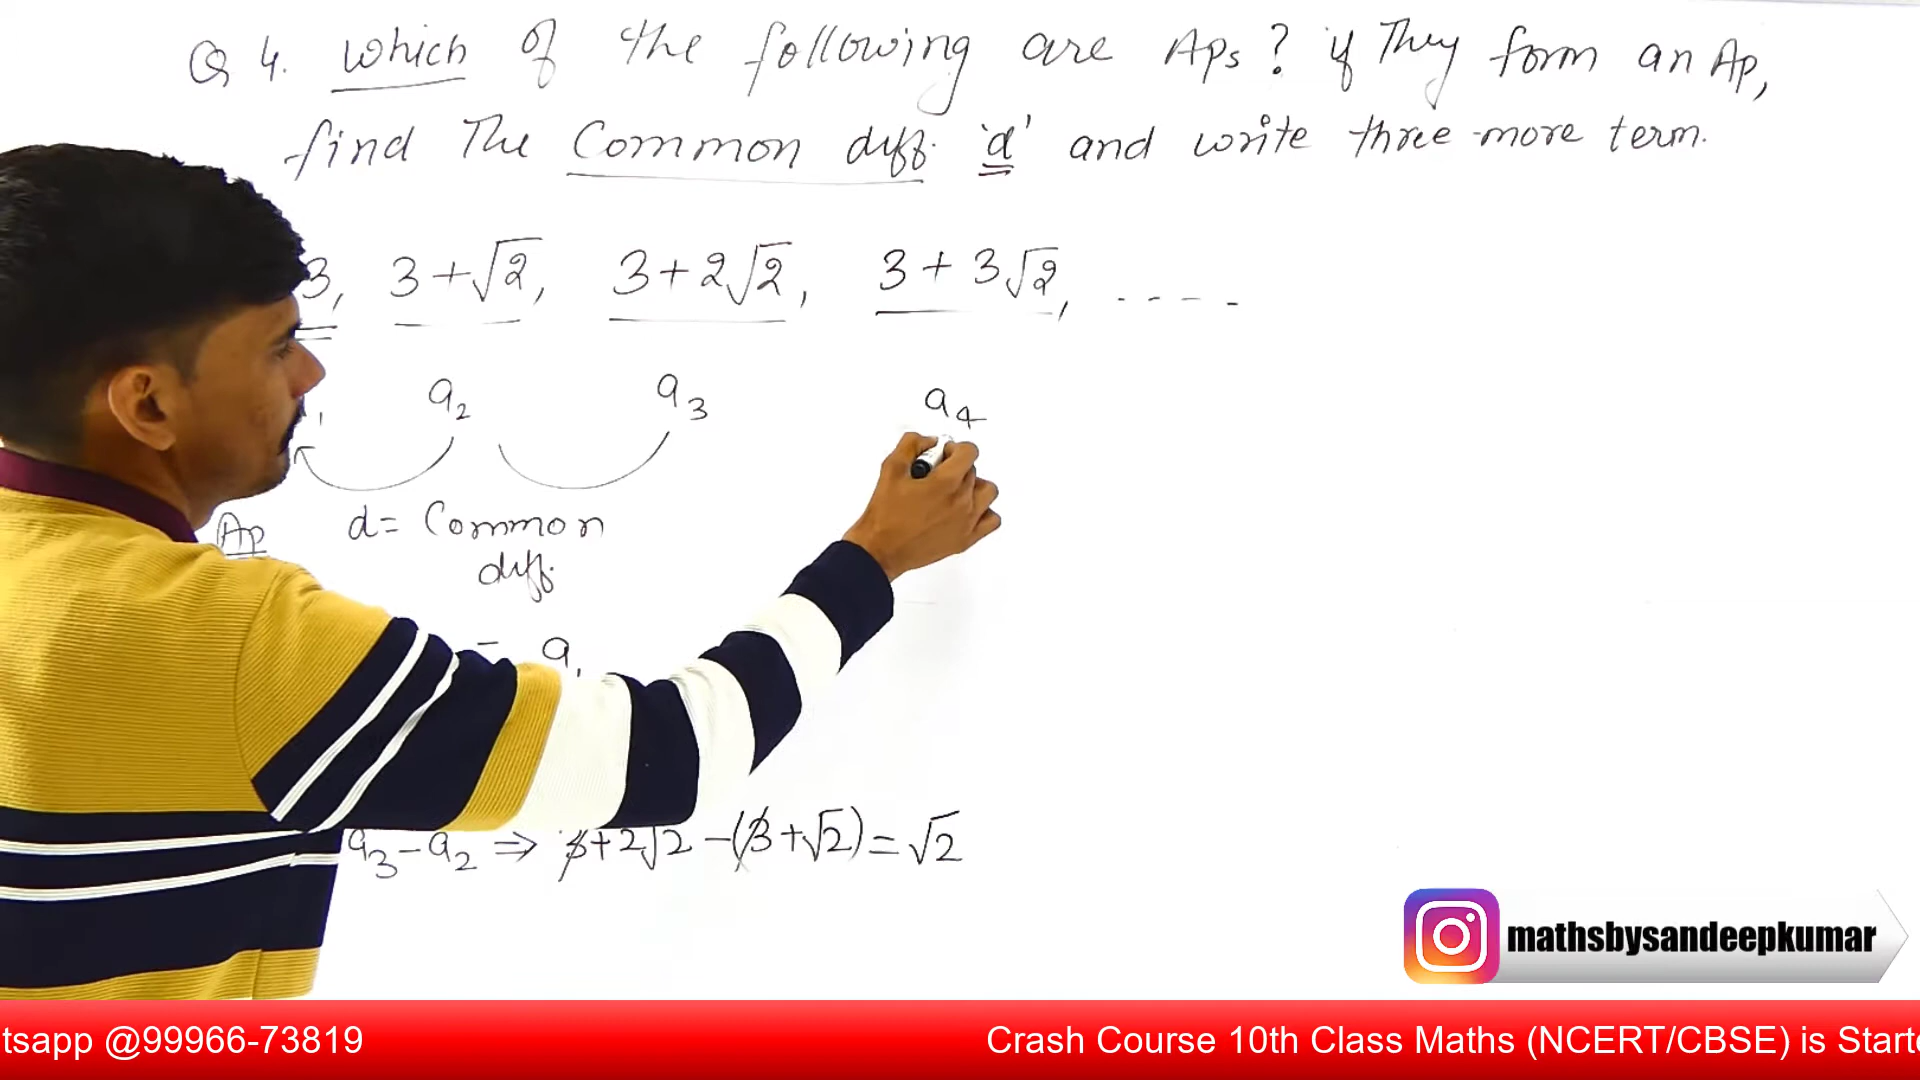 Q 4. Which of the following are APs ? if They form an Ap,
find The Common diff. 'd' and write three more term.
3, 3+√2, 3+2√2, 3+3√2, ----
a2 a3 a4
Ap d= Common
diff.
- a1
a3-a2 ⇒ 3+2√2 -(3+√2) = √2
mathsbysandeepkumar
tsapp @99966-73819 Crash Course 10th Class Maths (NCERT/CBSE) is Starte